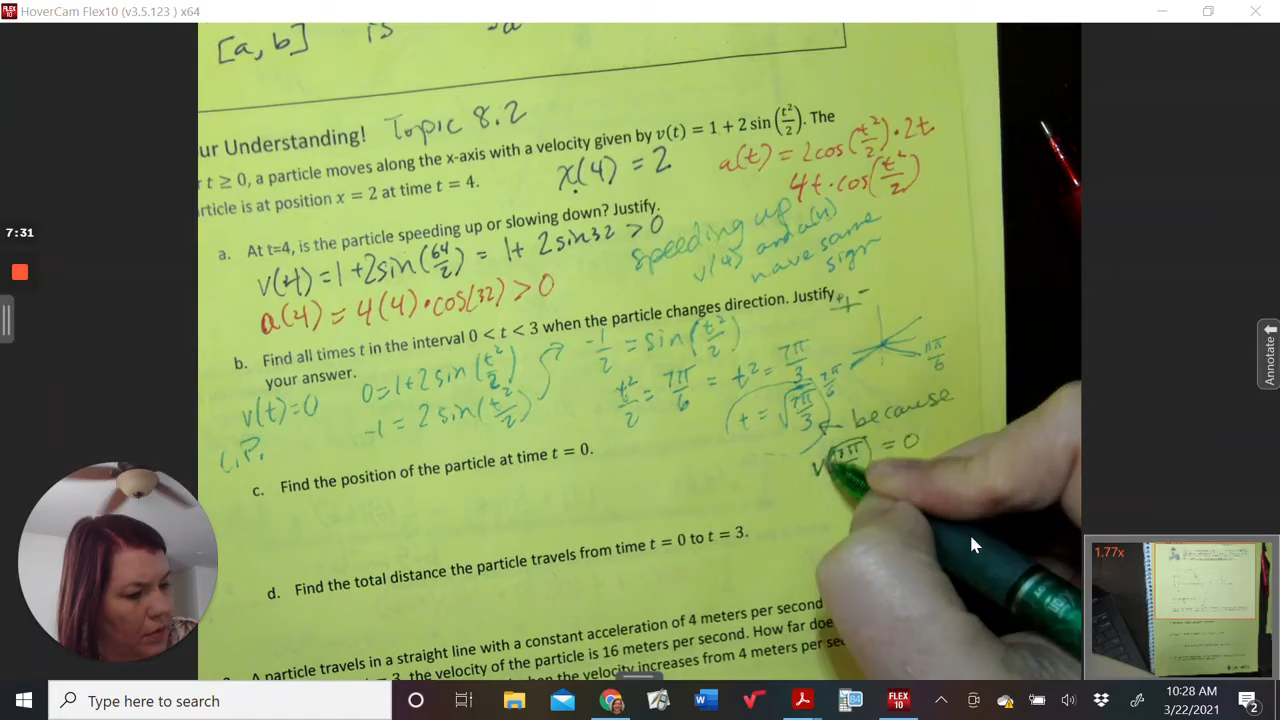 HoverCam Flex10 (v3.5.123) x64
[a, b] is
ur Understanding! Topic 8.2
r t ≥ 0, a particle moves along the x-axis with a velocity given by v(t) = 1 + 2 sin(t²/2). The
rticle is at position x = 2 at time t = 4.
x(4) = 2
a(t) = 2cos(t²/2)·2t
4t·cos(t²/2)
a. At t=4, is the particle speeding up or slowing down? Justify.
v(4) = 1+2sin(64/2) = 1+ 2sin32 > 0
a(4) = 4(4)·cos(32) > 0
speeding up
v(4) and a(4)
have same
sign
b. Find all times t in the interval 0 < t < 3 when the particle changes direction. Justify
your answer.
v(t)=0
C.P.
0=1+2sin(t²/2)
-1 = 2sin(t²/2)
-1/2 = sin(t²/2)
t²/2 = 7π/6 = t² = 7π/3
t = √7π/3
7π/6
11π/6
because
= 0
c. Find the position of the particle at time t = 0.
d. Find the total distance the particle travels from time t = 0 to t = 3.
A particle travels in a straight line with a constant acceleration of 4 meters per second
= 3, the velocity of the particle is 16 meters per second. How far doe
the velocity increases from 4 meters per se
7:31
Annotate
1.77x
Type here to search
FLEX 10
10:28 AM
3/22/2021
2